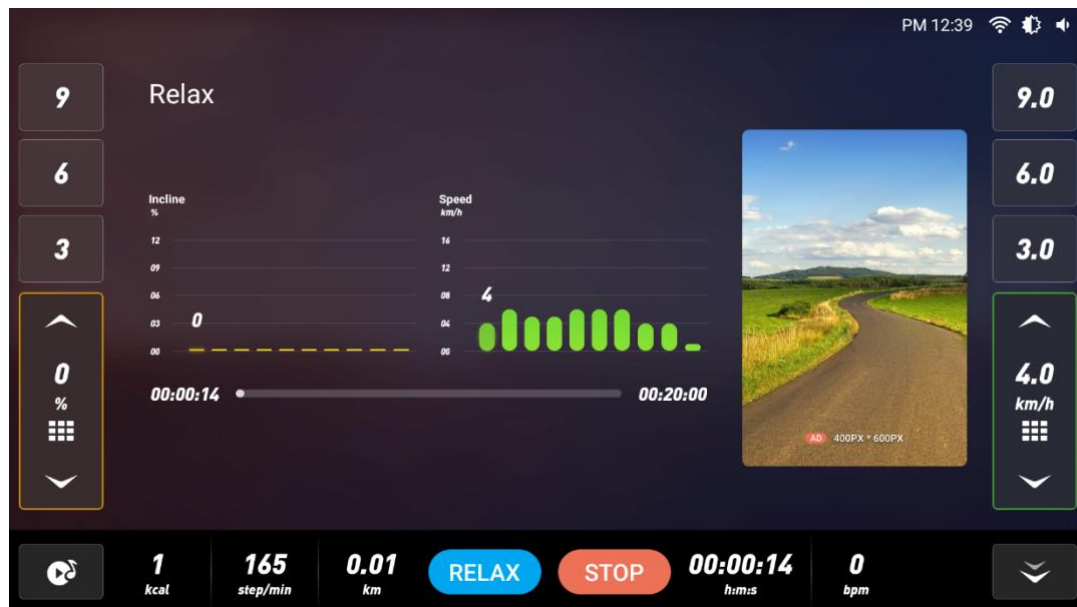 PM 12:39
9
6
3
0
%
Relax
Incline
%
12
09
06
03
00
0
Speed
km/h
16
12
08
04
00
4
00:00:14
00:20:00
AD 400PX * 600PX
9.0
6.0
3.0
4.0
km/h
1
kcal
165
step/min
0.01
km
RELAX
STOP
00:00:14
h:m:s
0
bpm